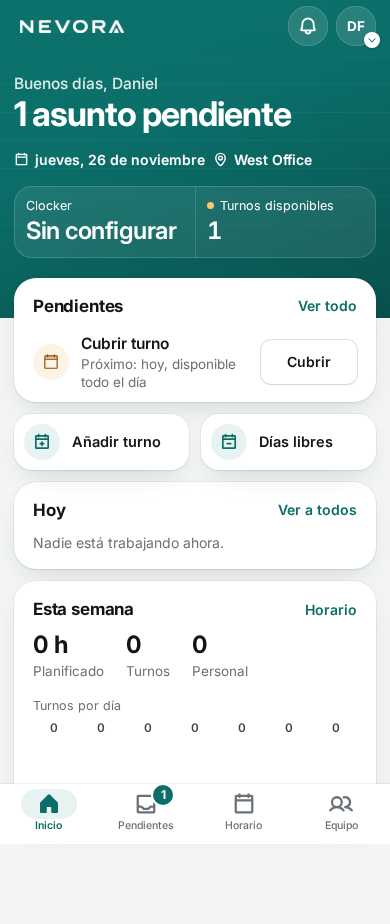 NEVORA
DF
Buenos días, Daniel
1 asunto pendiente
jueves, 26 de noviembre West Office
Clocker
Sin configurar
Turnos disponibles
1
Pendientes
Ver todo
Cubrir turno
Próximo: hoy, disponible
todo el día
Cubrir
Añadir turno
Días libres
Hoy
Ver a todos
Nadie está trabajando ahora.
Esta semana
Horario
0 h
Planificado
0
Turnos
0
Personal
Turnos por día
0 0 0 0 0 0 0
Inicio
1
Pendientes
Horario
Equipo